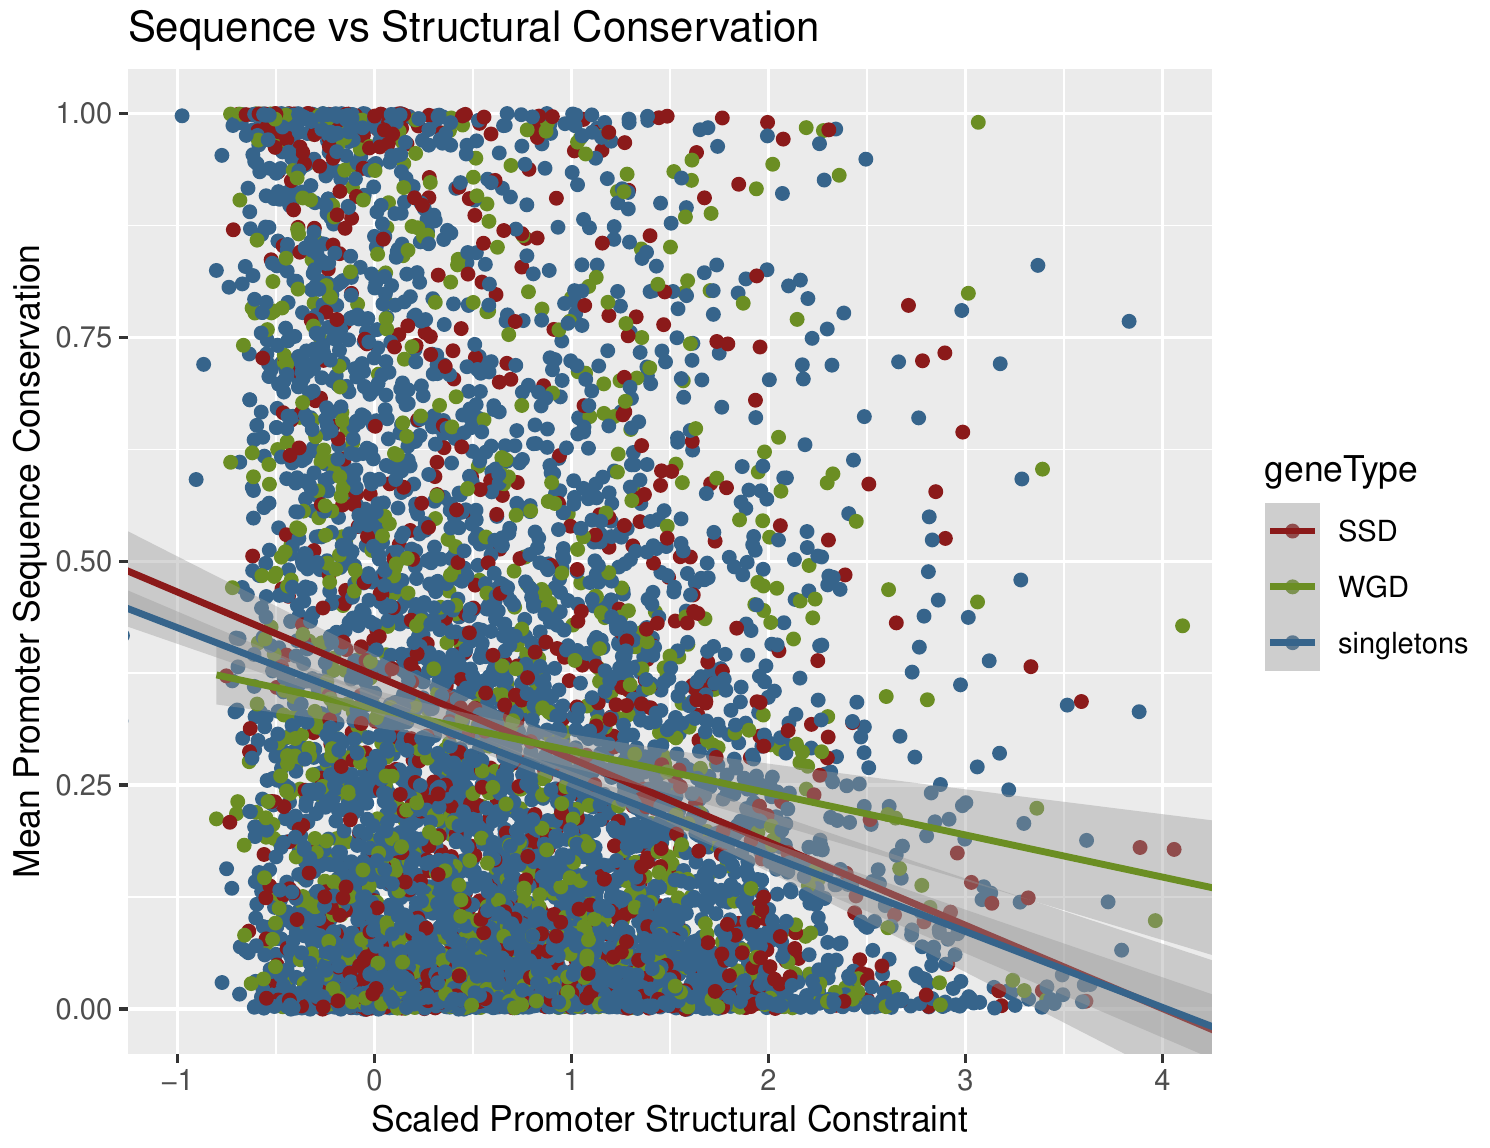 Sequence vs Structural Conservation
Mean Promoter Sequence Conservation
1.00
0.75
0.50
0.25
0.00
−1
0
1
2
3
4
Scaled Promoter Structural Constraint
geneType
SSD
WGD
singletons